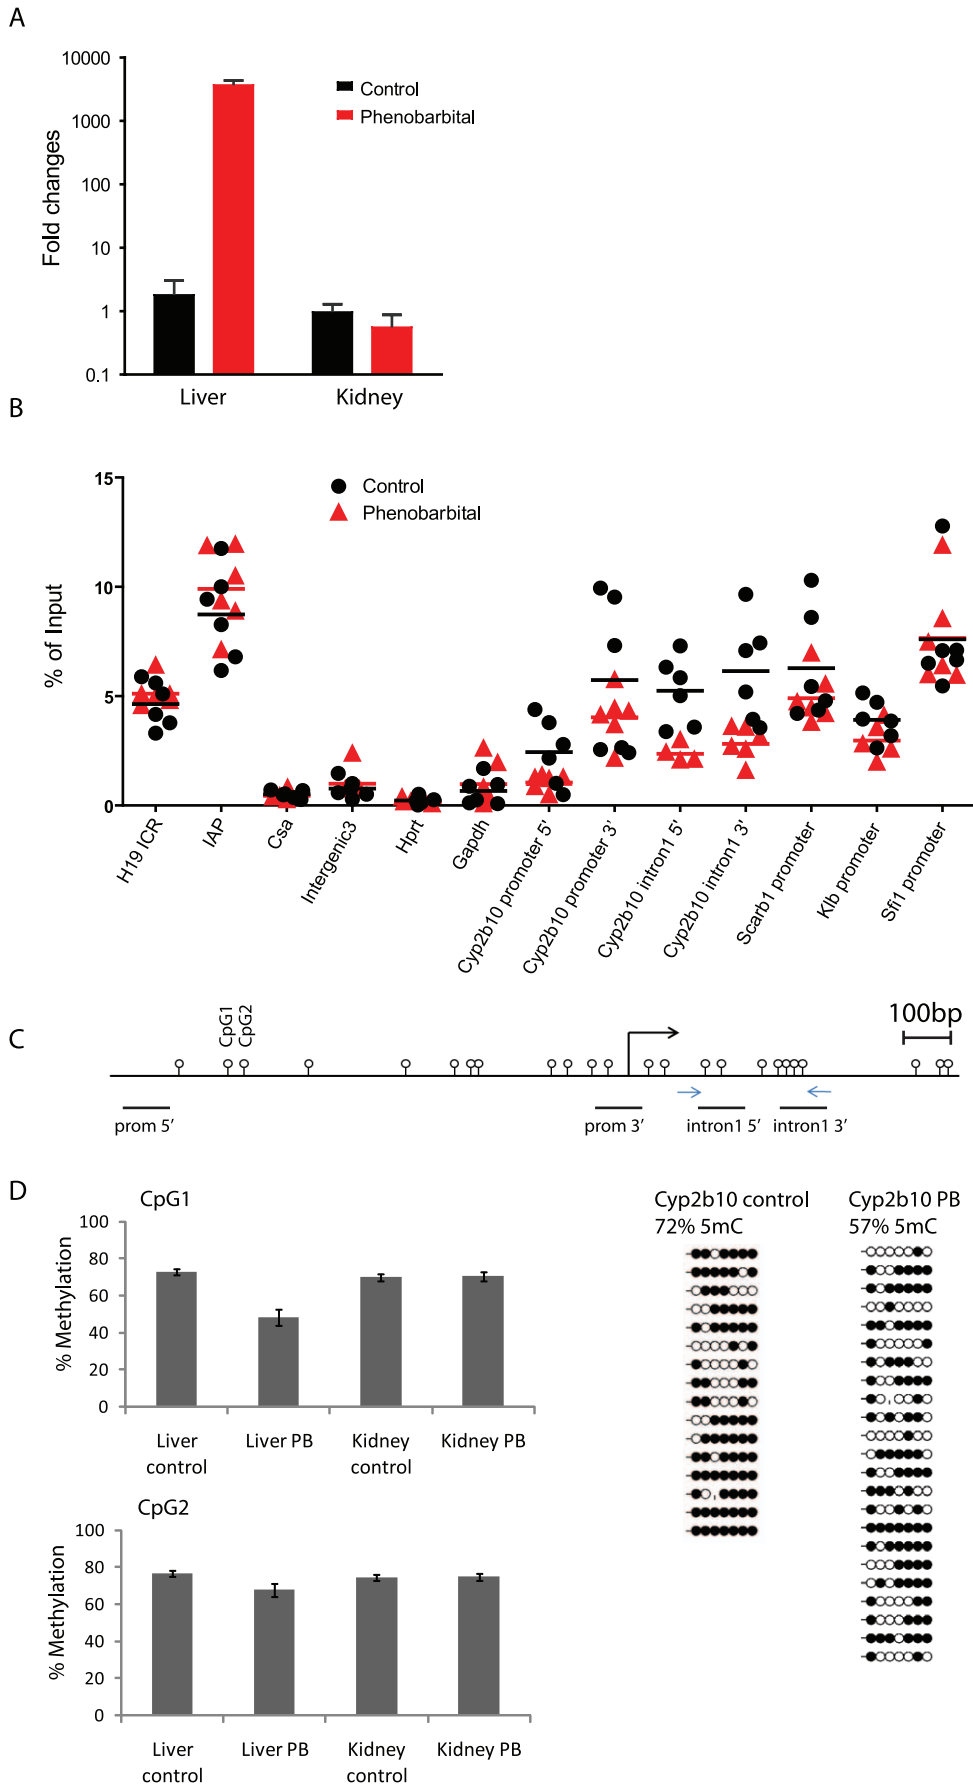 A
10000
1000
100
10
1
0.1
Fold changes
Control
Phenobarbital
Liver
Kidney
B
15
10
5
0
% of Input
Control
Phenobarbital
H19 ICR
IAP
Csa
Intergenic3
Hprt
Gapdh
Cyp2b10 promoter 5'
Cyp2b10 promoter 3'
Cyp2b10 intron1 5'
Cyp2b10 intron1 3'
Scarb1 promoter
Klb promoter
Sfi1 promoter
C
CpG1
CpG2
100bp
prom 5'
prom 3'
intron1 5'
intron1 3'
D
CpG1
100
80
60
40
20
0
% Methylation
Liver control
Liver PB
Kidney control
Kidney PB
CpG2
100
80
60
40
20
0
% Methylation
Liver control
Liver PB
Kidney control
Kidney PB
Cyp2b10 control
72% 5mC
Cyp2b10 PB
57% 5mC